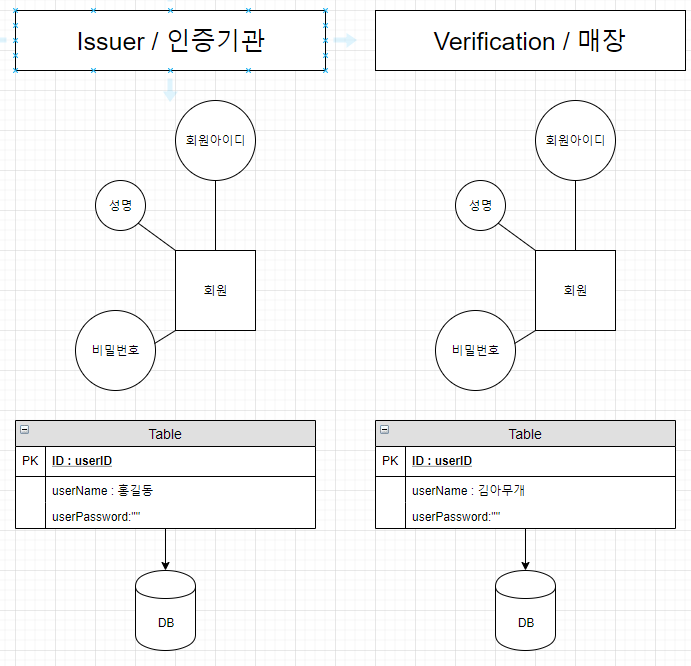 Issuer / 인증기관
Verification / 매장
회원아이디
성명
회원
비밀번호
회원아이디
성명
회원
비밀번호
Table
PK
ID : userID
userName : 홍길동
userPassword:""
DB
Table
PK
ID : userID
userName : 김아무개
userPassword:""
DB